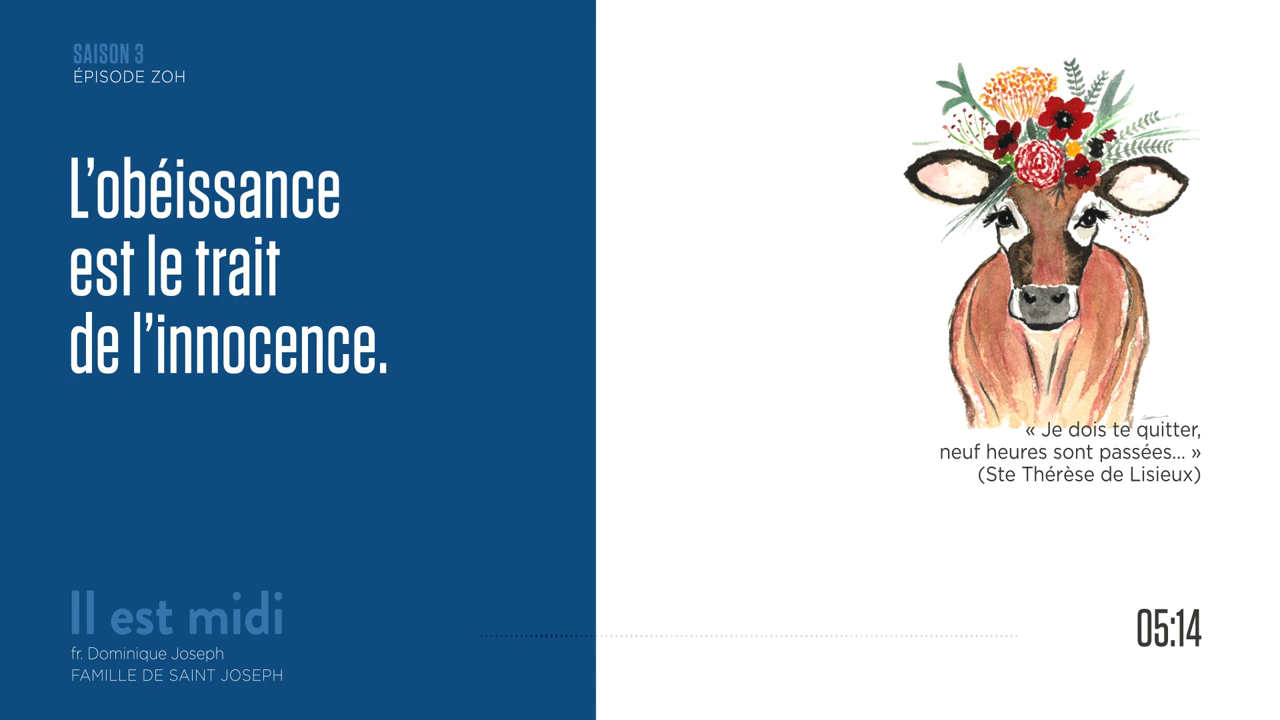 SAISON 3
ÉPISODE ZOH
L’obéissance
est le trait
de l’innocence.
« Je dois te quitter,
neuf heures sont passées... »
(Ste Thérèse de Lisieux)
Il est midi
fr. Dominique Joseph
FAMILLE DE SAINT JOSEPH
05:14